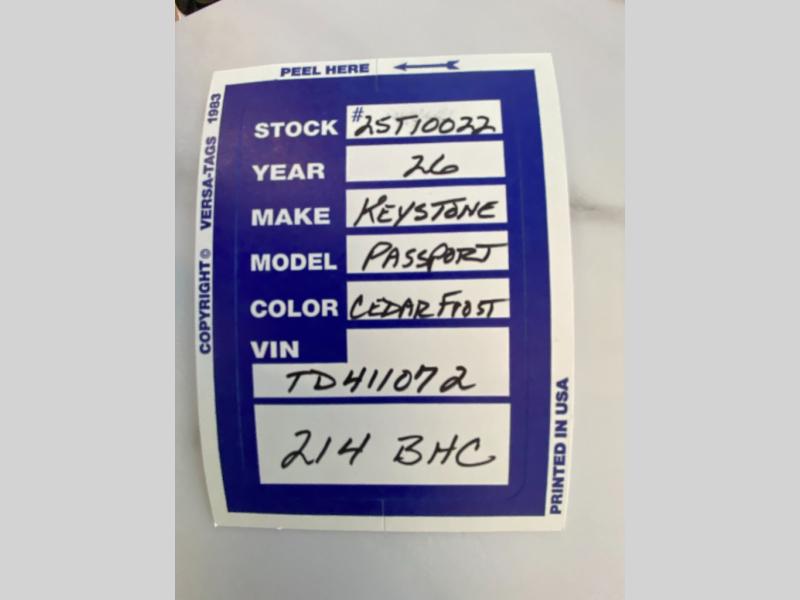 PEEL HERE
COPYRIGHT © VERSA-TAGS 1983
STOCK #25T10022
YEAR 26
MAKE KEYSTONE
MODEL PASSPORT
COLOR CEDAR FROST
VIN
TD411072
214 BHC
PRINTED IN USA